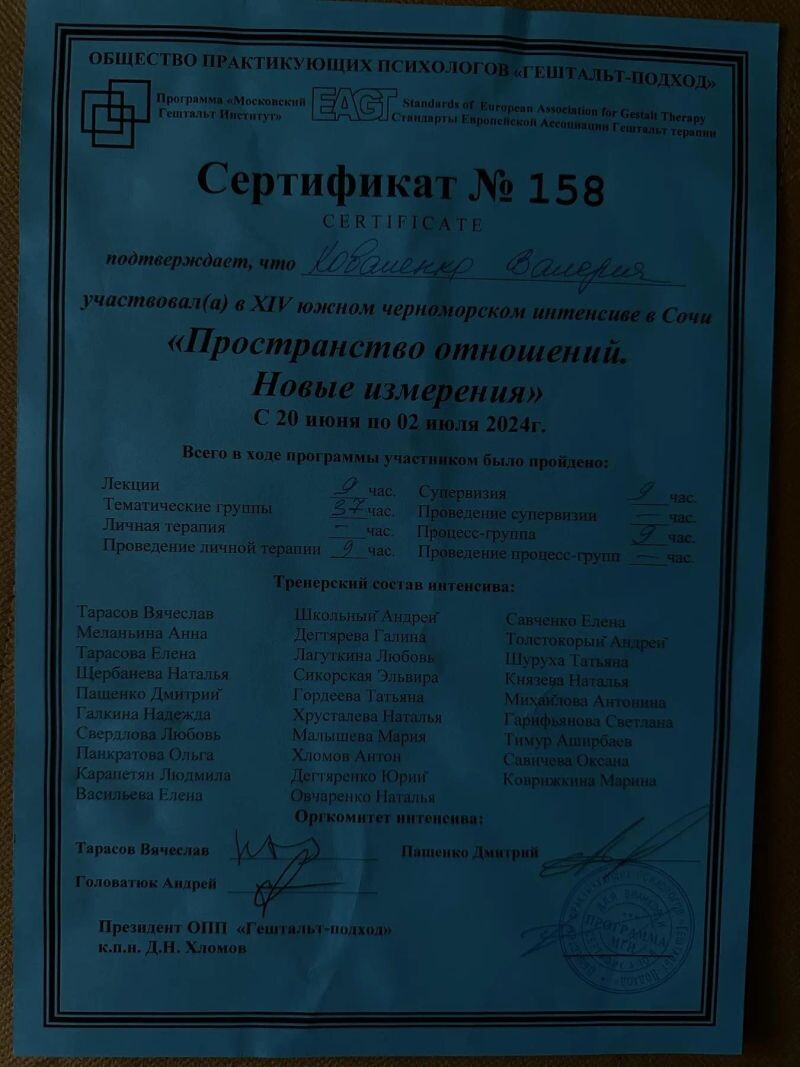 ОБЩЕСТВО ПРАКТИКУЮЩИХ ПСИХОЛОГОВ «ГЕШТАЛЬТ-ПОДХОД»
Программа «Московский
Гештальт Институт»
EAGT
Standards of European Association for Gestalt Therapy
Стандарты Европейской Ассоциации Гештальт терапии
Сертификат № 158
CERTIFICATE
подтверждает, что Коваленко Валерия
участвовал(а) в XIV южном черноморском интенсиве в Сочи
«Пространство отношений.
Новые измерения»
С 20 июня по 02 июля 2024г.
Всего в ходе программы участником было пройдено:
Лекции 9 час. Супервизия 9 час.
Тематические группы 37 час. Проведение супервизии — час.
Личная терапия — час. Процесс-группа 9 час.
Проведение личной терапии 9 час. Проведение процесс-групп — час.
Тренерский состав интенсива:
Тарасов Вячеслав Школьный Андрей Савченко Елена
Меланьина Анна Дегтярева Галина Толстокорый Андрей
Тарасова Елена Лагуткина Любовь Шуруха Татьяна
Щербанева Наталья Сикорская Эльвира Князева Наталья
Пащенко Дмитрий Гордеева Татьяна Михайлова Антонина
Галкина Надежда Хрусталева Наталья Гарифьянова Светлана
Свердлова Любовь Малышева Мария Тимур Аширбаев
Панкратова Ольга Хломов Антон Савичева Оксана
Карапетян Людмила Дегтяренко Юрий Коврижкина Марина
Васильева Елена Овчаренко Наталья
Оргкомитет интенсива:
Тарасов Вячеслав Пащенко Дмитрий
Головатюк Андрей
Президент ОПП «Гештальт-подход»
к.п.н. Д.Н. Хломов
ПРОГРАММА
МГИ